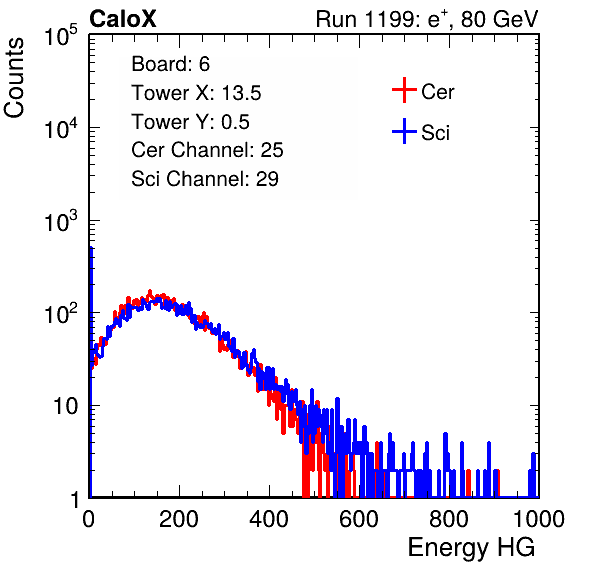 CaloX Run 1199: e⁺, 80 GeV
Counts
10⁵
10⁴
10³
10²
10
1
Board: 6
Tower X: 13.5
Tower Y: 0.5
Cer Channel: 25
Sci Channel: 29
Cer
Sci
0 200 400 600 800 1000
Energy HG